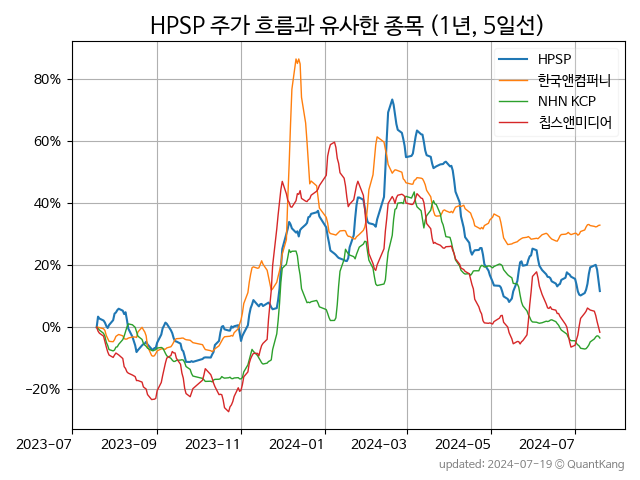 HPSP 주가 흐름과 유사한 종목 (1년, 5일선)
HPSP
한국앤컴퍼니
NHN KCP
칩스앤미디어
80%
60%
40%
20%
0%
−20%
2023-07
2023-09
2023-11
2024-01
2024-03
2024-05
2024-07
updated: 2024-07-19 © QuantKang